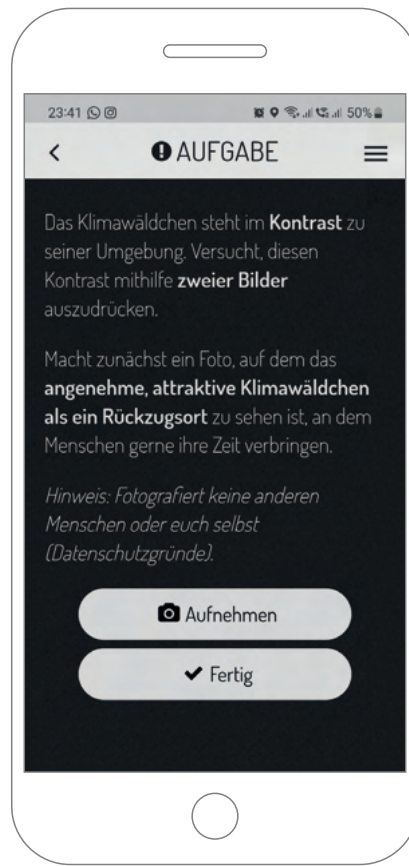 23:41 50%
AUFGABE
Das Klimawäldchen steht im Kontrast zu
seiner Umgebung. Versucht, diesen
Kontrast mithilfe zweier Bilder
auszudrücken.
Macht zunächst ein Foto, auf dem das
angenehme, attraktive Klimawäldchen
als ein Rückzugsort zu sehen ist, an dem
Menschen gerne ihre Zeit verbringen.
Hinweis: Fotografiert keine anderen
Menschen oder euch selbst
(Datenschutzgründe).
Aufnehmen
Fertig